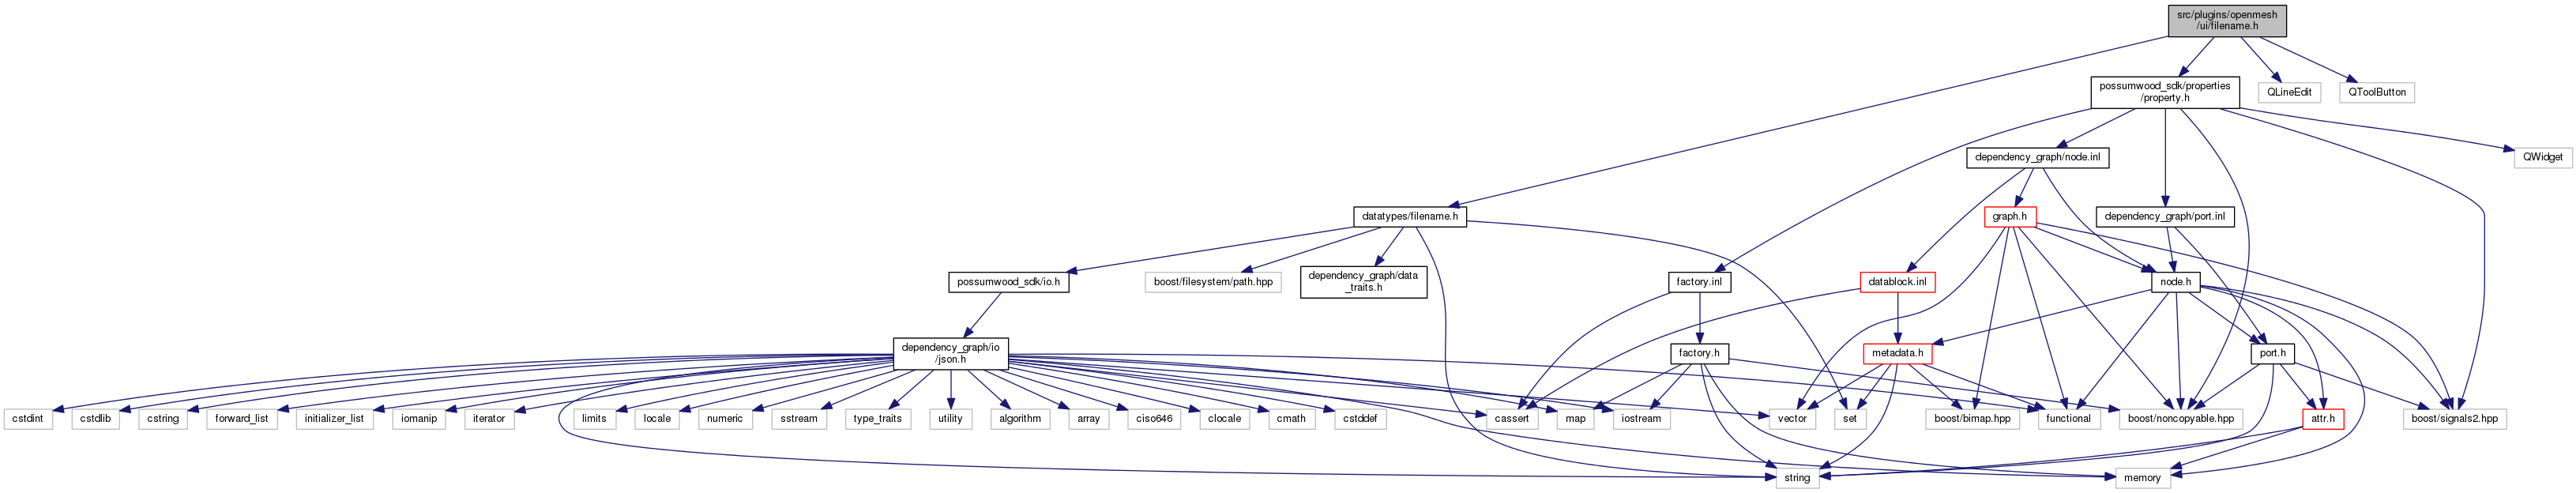 src/plugins/openmesh
/ui/filename.h
possumwood_sdk/properties
/property.h
QLineEdit
QToolButton
dependency_graph/node.inl
QWidget
datatypes/filename.h
graph.h
dependency_graph/port.inl
possumwood_sdk/io.h
boost/filesystem/path.hpp
dependency_graph/data
_traits.h
factory.inl
datablock.inl
node.h
dependency_graph/io
/json.h
factory.h
metadata.h
port.h
cstdint
cstdlib
cstring
forward_list
initializer_list
iomanip
iterator
limits
locale
numeric
sstream
type_traits
utility
algorithm
array
ciso646
clocale
cmath
cstddef
cassert
map
iostream
vector
set
boost/bimap.hpp
functional
boost/noncopyable.hpp
attr.h
boost/signals2.hpp
string
memory